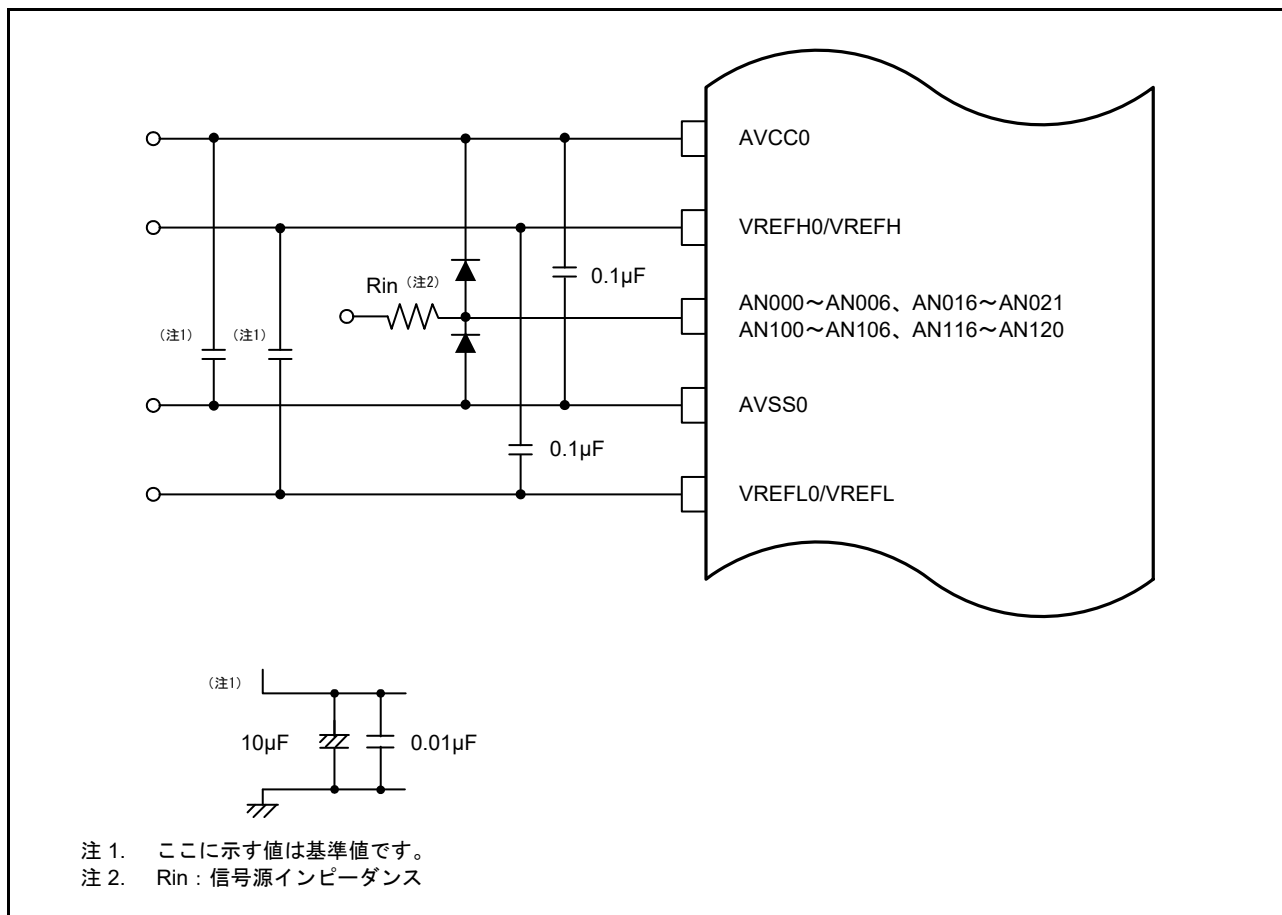 AVCC0
VREFH0/VREFH
Rin (注2)
0.1μF
AN000～AN006、AN016～AN021
AN100～AN106、AN116～AN120
(注1) (注1)
AVSS0
0.1μF
VREFL0/VREFL
(注1)
10μF 0.01μF
注 1. ここに示す値は基準値です。
注 2. Rin：信号源インピーダンス